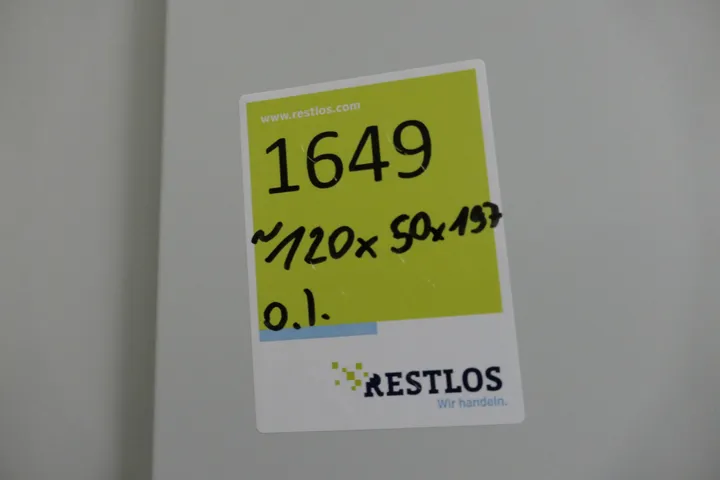 www.restlos.com
1649
~120x50x197
o.I.
RESTLOS
Wir handeln.